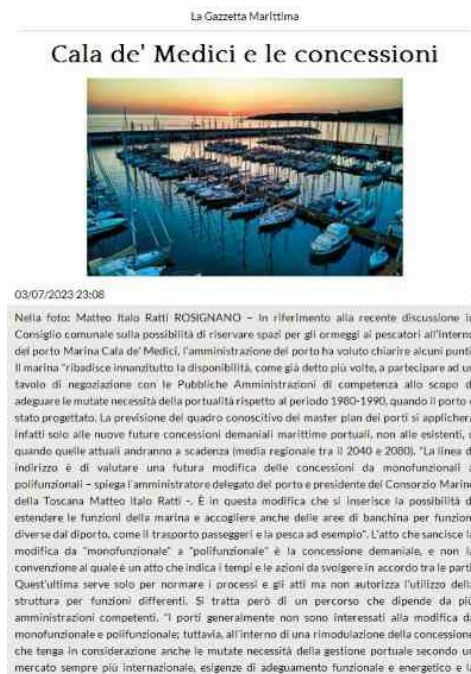 La Gazzetta Marittima
Cala de' Medici e le concessioni
03/07/2023 23:08
Nella foto: Matteo Italo Ratti ROSIGNANO – In riferimento alla recente discussione in
Consiglio comunale sulla possibilità di riservare spazi per gli ormeggi ai pescatori all'interno
del porto Marina Cala de' Medici, l'amministrazione del porto ha voluto chiarire alcuni punti.
Il marina "ribadisce innanzitutto la disponibilità, come già detto più volte, a partecipare ad un
tavolo di negoziazione con le Pubbliche Amministrazioni di competenza allo scopo di
adeguare le mutate necessità della portualità rispetto al periodo 1980-1990, quando il porto è
stato progettato. La previsione del quadro conoscitivo del master plan dei porti si applicherà
infatti solo alle nuove future concessioni demaniali marittime portuali, non alle esistenti,
quando quelle attuali andranno a scadenza (media regionale tra il 2040 e 2080). "La linea di
indirizzo è di valutare una futura modifica delle concessioni da monofunzionali a
polifunzionali – spiega l'amministratore delegato del porto e presidente del Consorzio Marine
della Toscana Matteo Italo Ratti -. È in questa modifica che si inserisce la possibilità di
estendere le funzioni della marina e accogliere anche delle aree di banchina per funzioni
diverse dal diporto, come il trasporto passeggeri e la pesca ad esempio". L'atto che sancisce la
modifica da "monofunzionale" a "polifunzionale" è la concessione demaniale, e non la
convenzione al quale è un atto che indica i tempi e le azioni da svolgere in accordo tra le parti.
Quest'ultima serve solo per normare i processi e gli atti ma non autorizza l'utilizzo della
struttura per funzioni differenti. Si tratta però di un percorso che dipende da più
amministrazioni competenti. "I porti generalmente non sono interessati alla modifica da
monofunzionale e polifunzionale; tuttavia, all'interno di una rimodulazione della concessione
che tenga in considerazione anche le mutate necessità della gestione portuale secondo un
mercato sempre più internazionale, esigenze di adeguamento funzionale e energetico e la